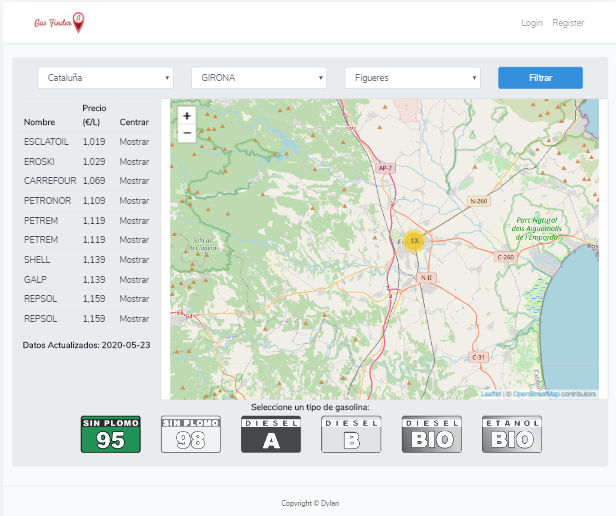 Gas Finder
Login Register
Cataluña GIRONA Figueres Filtrar
Nombre Precio (€/L) Centrar
ESCLATOIL 1,019 Mostrar
EROSKI 1,029 Mostrar
CARREFOUR 1,069 Mostrar
PETRONOR 1,109 Mostrar
PETREM 1,119 Mostrar
PETREM 1,119 Mostrar
SHELL 1,139 Mostrar
GALP 1,139 Mostrar
REPSOL 1,159 Mostrar
REPSOL 1,159 Mostrar
Datos Actualizados: 2020-05-23
+
−
AP-7
N-260
Parc Natural
dels Aiguamolls
de l'Empordà
13
C-260
N-II
C-31
Leaflet | © OpenStreetMap contributors
Seleccione un tipo de gasolina:
SIN PLOMO
95
SIN PLOMO
98
DIESEL
A
DIESEL
B
DIESEL
BIO
ETANOL
BIO
Copyright © Dylan